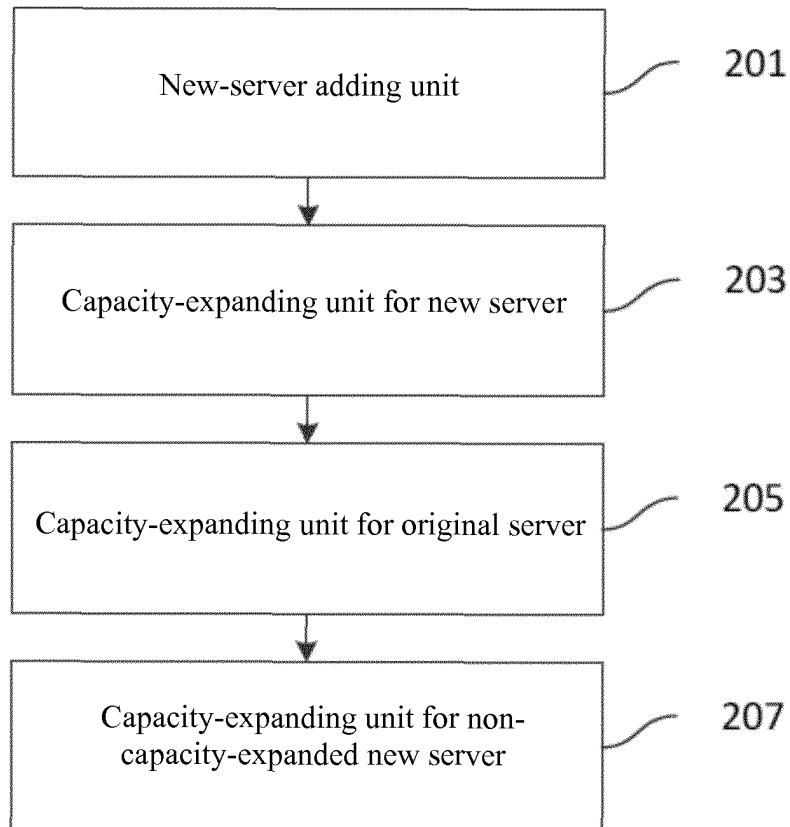 New-server adding unit
201
Capacity-expanding unit for new server
203
Capacity-expanding unit for original server
205
Capacity-expanding unit for non-
capacity-expanded new server
207